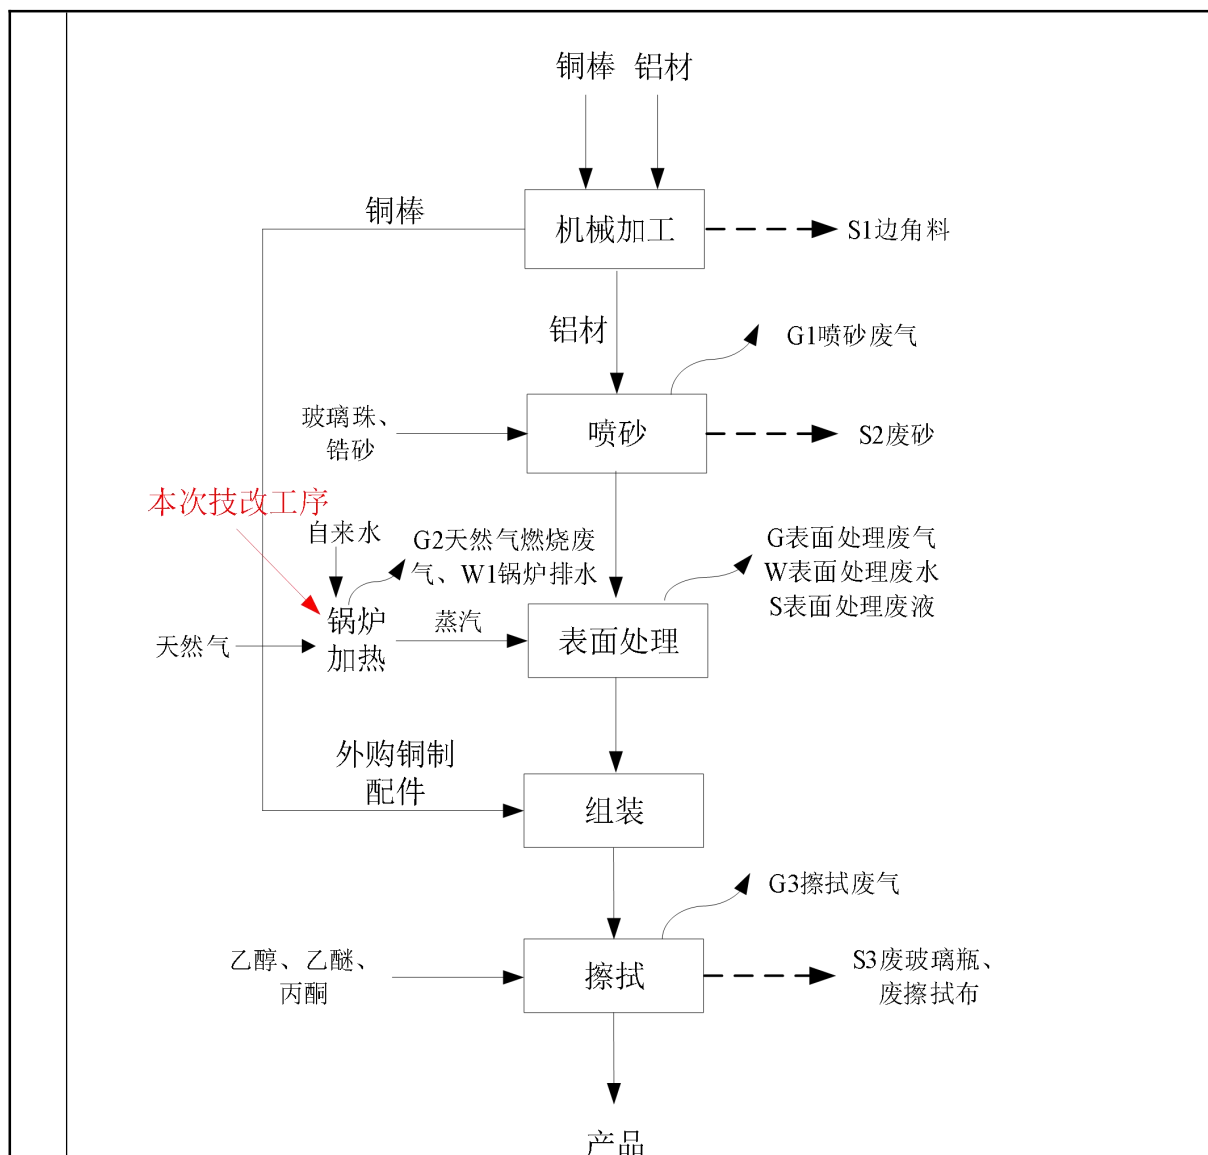 铜棒 铝材
铜棒
机械加工
S1边角料
铝材
G1喷砂废气
玻璃珠、
锆砂
喷砂
S2废砂
本次技改工序
自来水
G2天然气燃烧废
气、W1锅炉排水
G表面处理废气
W表面处理废水
S表面处理废液
天然气
锅炉
加热
蒸汽
表面处理
外购铜制
配件
组装
G3擦拭废气
乙醇、乙醚、
丙酮
擦拭
S3废玻璃瓶、
废擦拭布
产品